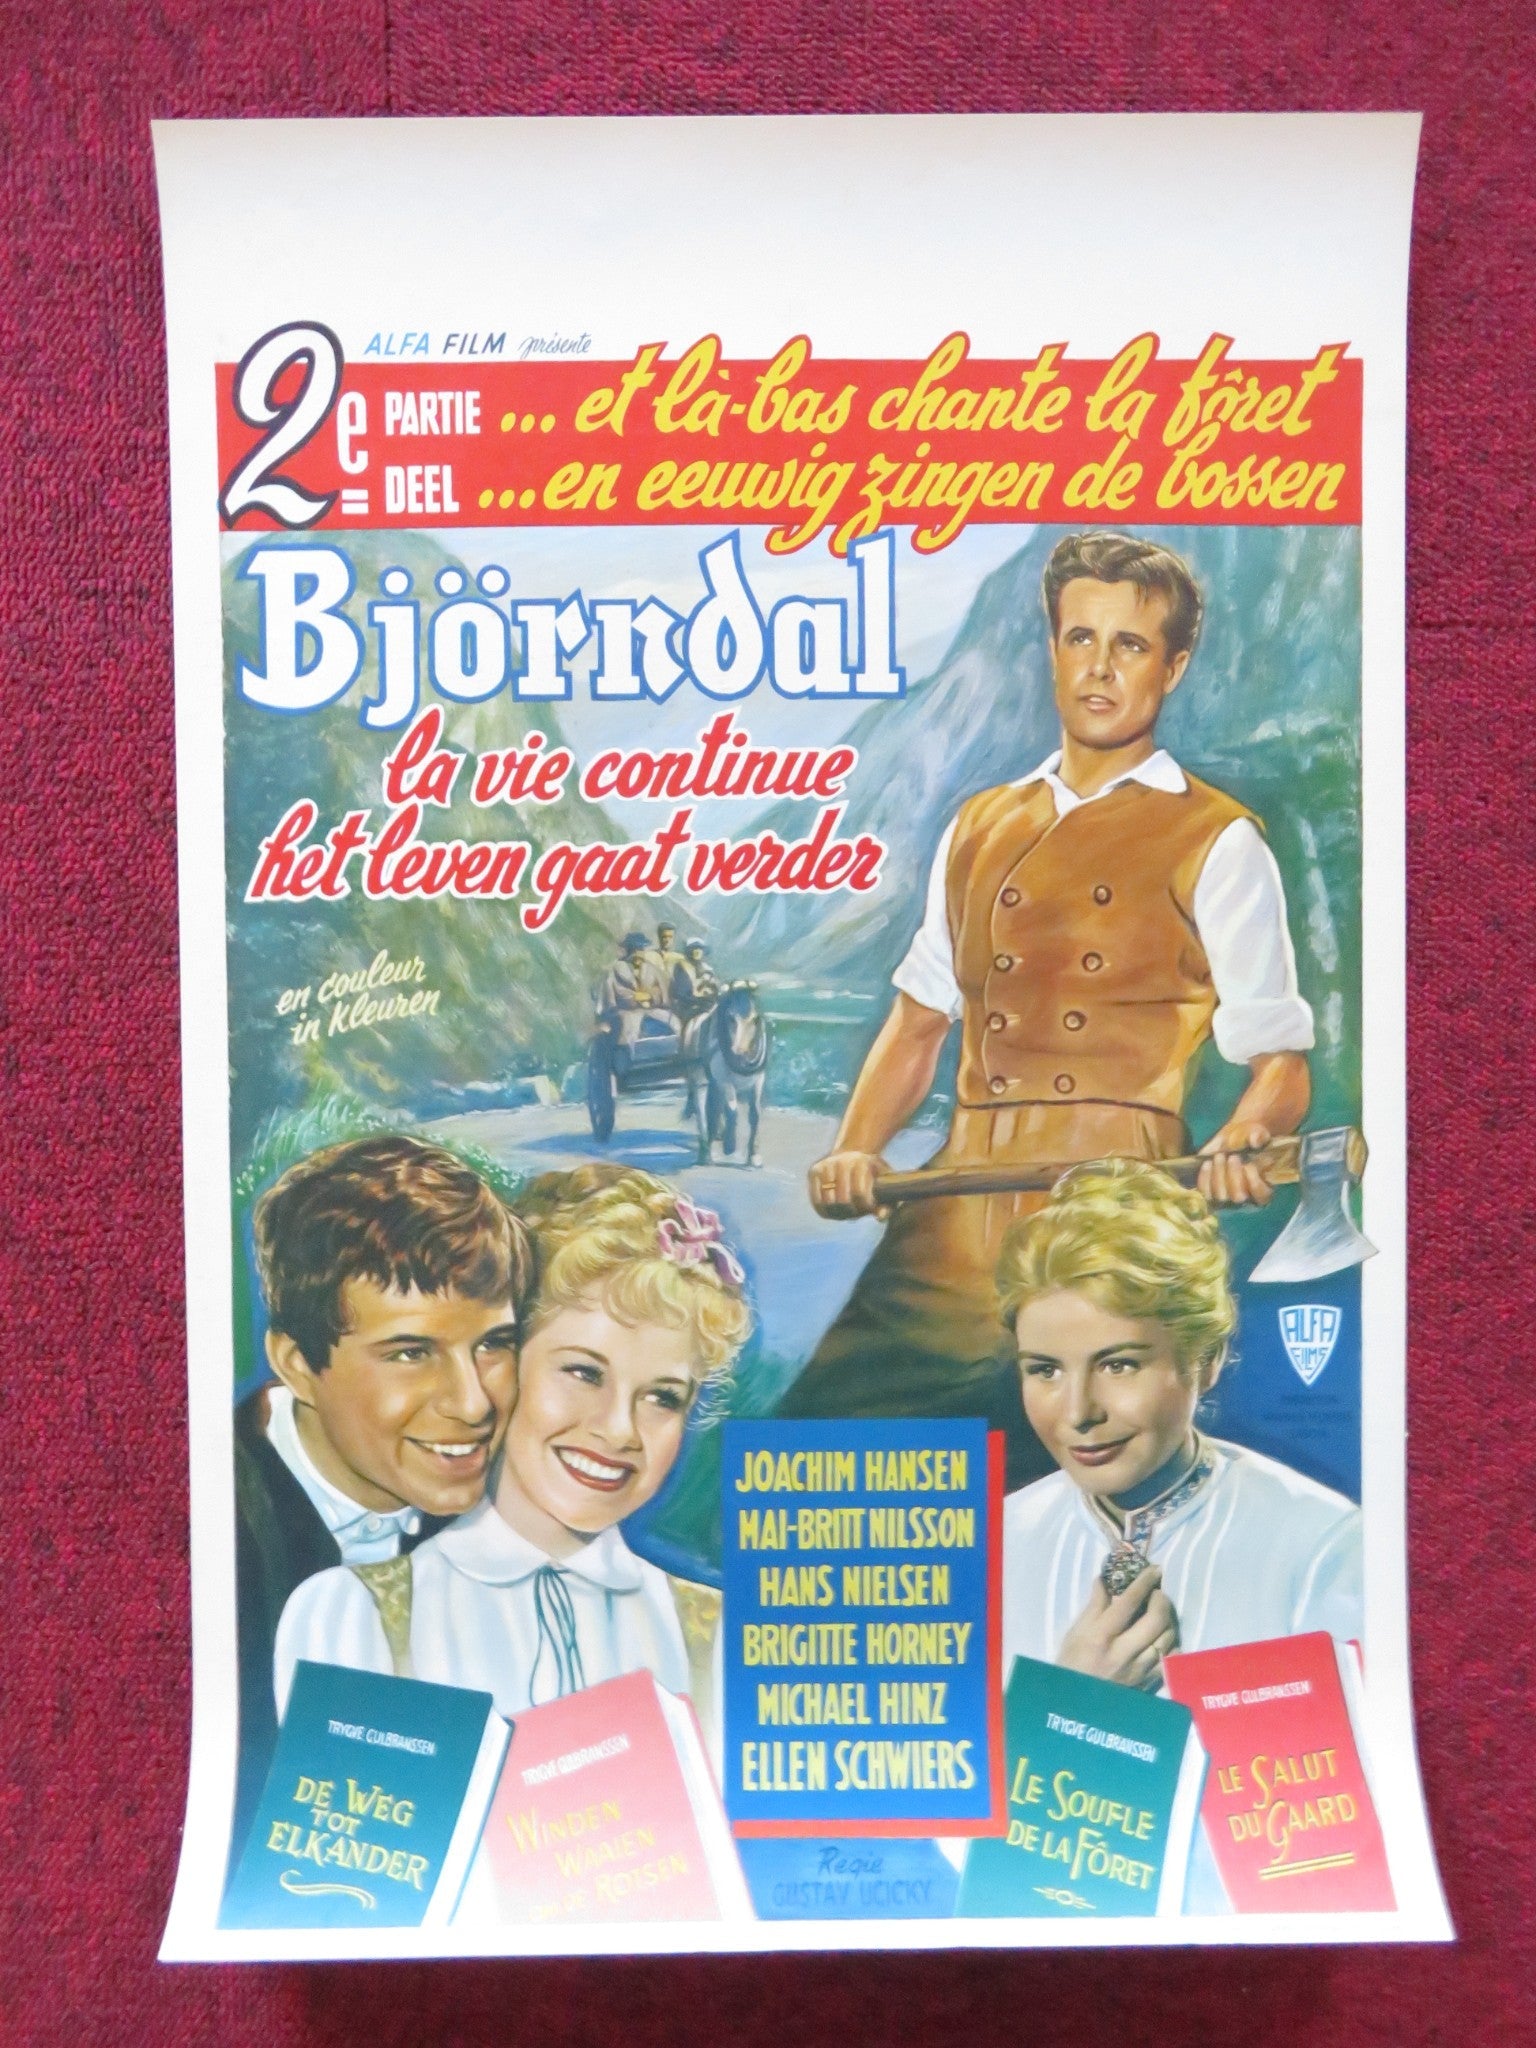 ALFA FILM présente
2e PARTIE ... et là-bas chante la fôret
DEEL ... en eeuwig zingen de bossen
Björndal
la vie continue
het leven gaat verder
en couleur
in kleuren
ALFA
FILMS
JOACHIM HANSEN
MAI-BRITT NILSSON
HANS NIELSEN
BRIGITTE HORNEY
MICHAEL HINZ
ELLEN SCHWIERS
Regie
GUSTAV UCICKY
TRYGVE GULBRANSSEN
DE WEG
TOT
ELKANDER
TRYGVE GULBRANSSEN
WINDEN
WAAIEN
ROTSEN
TRYGVE GULBRANSSEN
LE SOUFLE
DE LA FÔRET
TRYGVE GULBRANSSEN
LE SALUT
DU GAARD